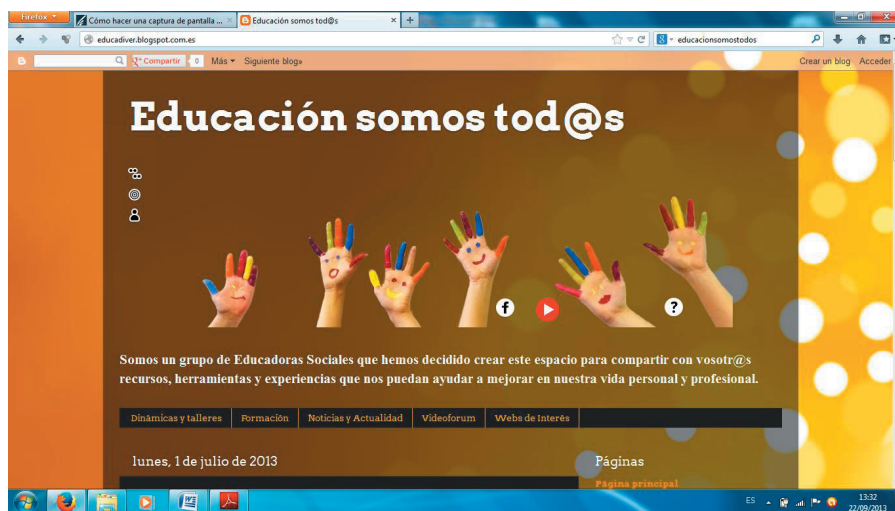 Firefox
Cómo hacer una captura de pantalla ...
Educación somos tod@s
educadiver.blogspot.com.es
educacionsomostodos
Compartir 0 Más Siguiente blog»
Crear un blog Acceder
Educación somos tod@s
f
?
Somos un grupo de Educadoras Sociales que hemos decidido crear este espacio para compartir con vosotr@s
recursos, herramientas y experiencias que nos puedan ayudar a mejorar en nuestra vida personal y profesional.
Dinámicas y talleres Formación Noticias y Actualidad Videoforum Webs de Interés
lunes, 1 de julio de 2013
Páginas
Página principal
ES
13:32
22/09/2013